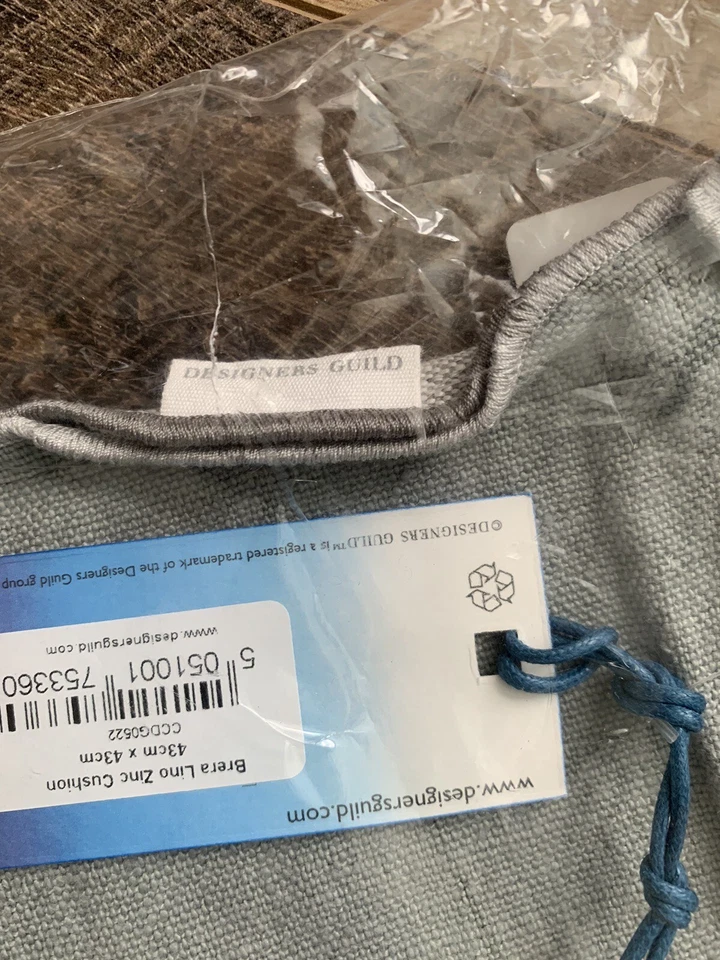 DESIGNERS GUILD
www.designersguild.com
Brera Lino Zinc Cushion
43cm x 43cm
CCDG0522
5 051001 753360
www.designersguild.com
©DESIGNERS GUILD™ is a registered trademark of the Designers Guild group